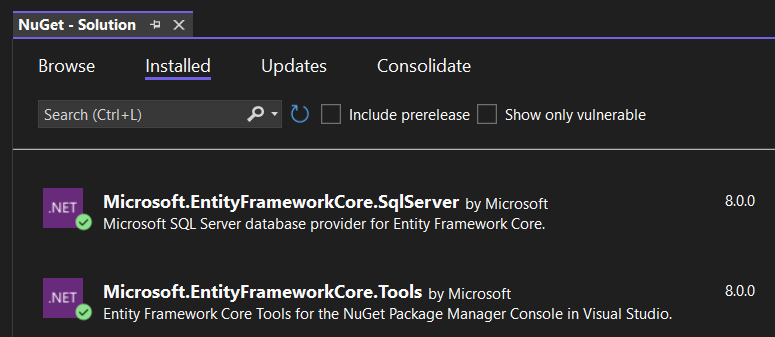 NuGet - Solution
Browse Installed Updates Consolidate
Search (Ctrl+L) Include prerelease Show only vulnerable
.NET Microsoft.EntityFrameworkCore.SqlServer by Microsoft 8.0.0
Microsoft SQL Server database provider for Entity Framework Core.
.NET Microsoft.EntityFrameworkCore.Tools by Microsoft 8.0.0
Entity Framework Core Tools for the NuGet Package Manager Console in Visual Studio.